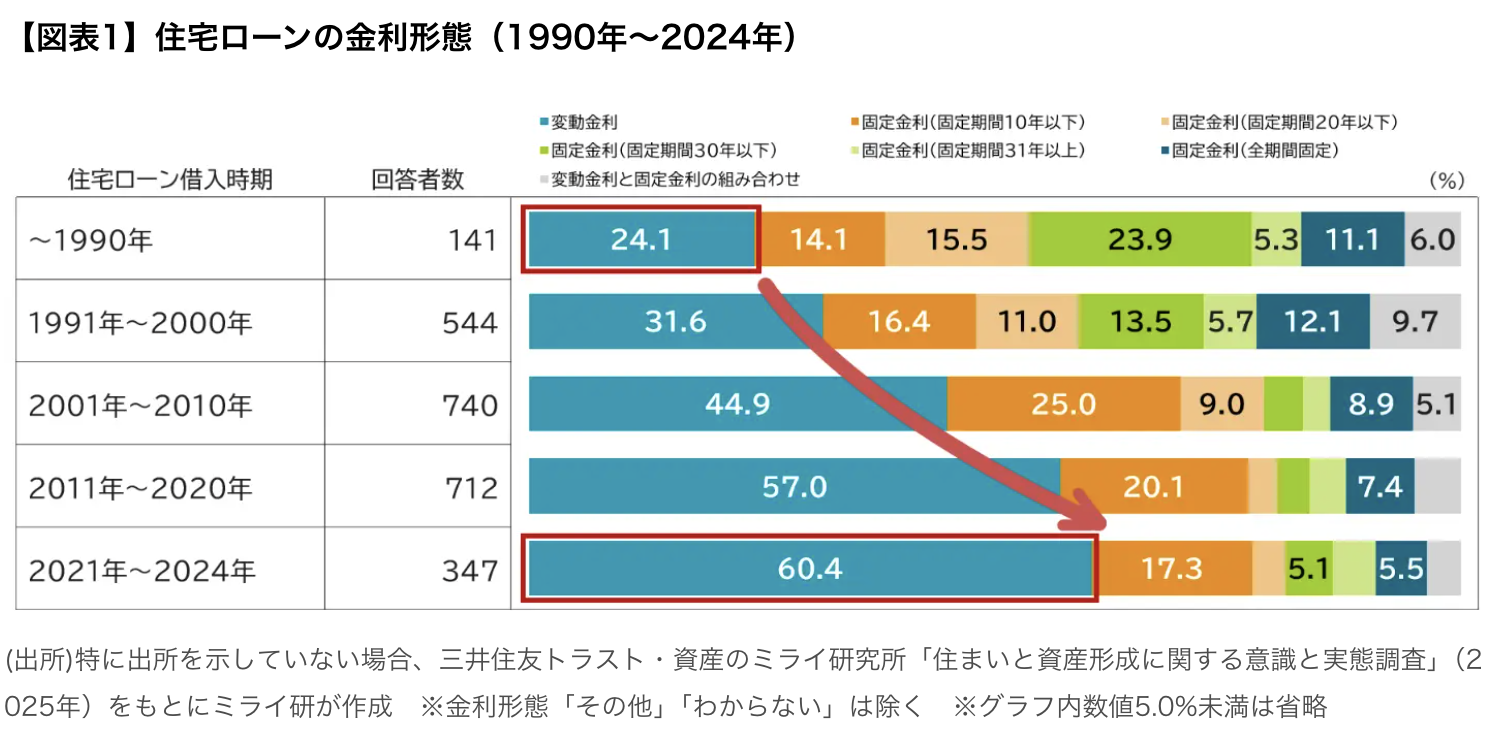 【図表1】住宅ローンの金利形態（1990年～2024年）
■変動金利 ■固定金利（固定期間10年以下） ■固定金利（固定期間20年以下）
■固定金利（固定期間30年以下） ■固定金利（固定期間31年以上） ■固定金利（全期間固定）
■変動金利と固定金利の組み合わせ
住宅ローン借入時期 回答者数 （%）
～1990年 141 24.1 14.1 15.5 23.9 5.3 11.1 6.0
1991年～2000年 544 31.6 16.4 11.0 13.5 5.7 12.1 9.7
2001年～2010年 740 44.9 25.0 9.0 8.9 5.1
2011年～2020年 712 57.0 20.1 7.4
2021年～2024年 347 60.4 17.3 5.1 5.5
(出所)特に出所を示していない場合、三井住友トラスト・資産のミライ研究所「住まいと資産形成に関する意識と実態調査」（2
025年）をもとにミライ研が作成　※金利形態「その他」「わからない」は除く　※グラフ内数値5.0%未満は省略